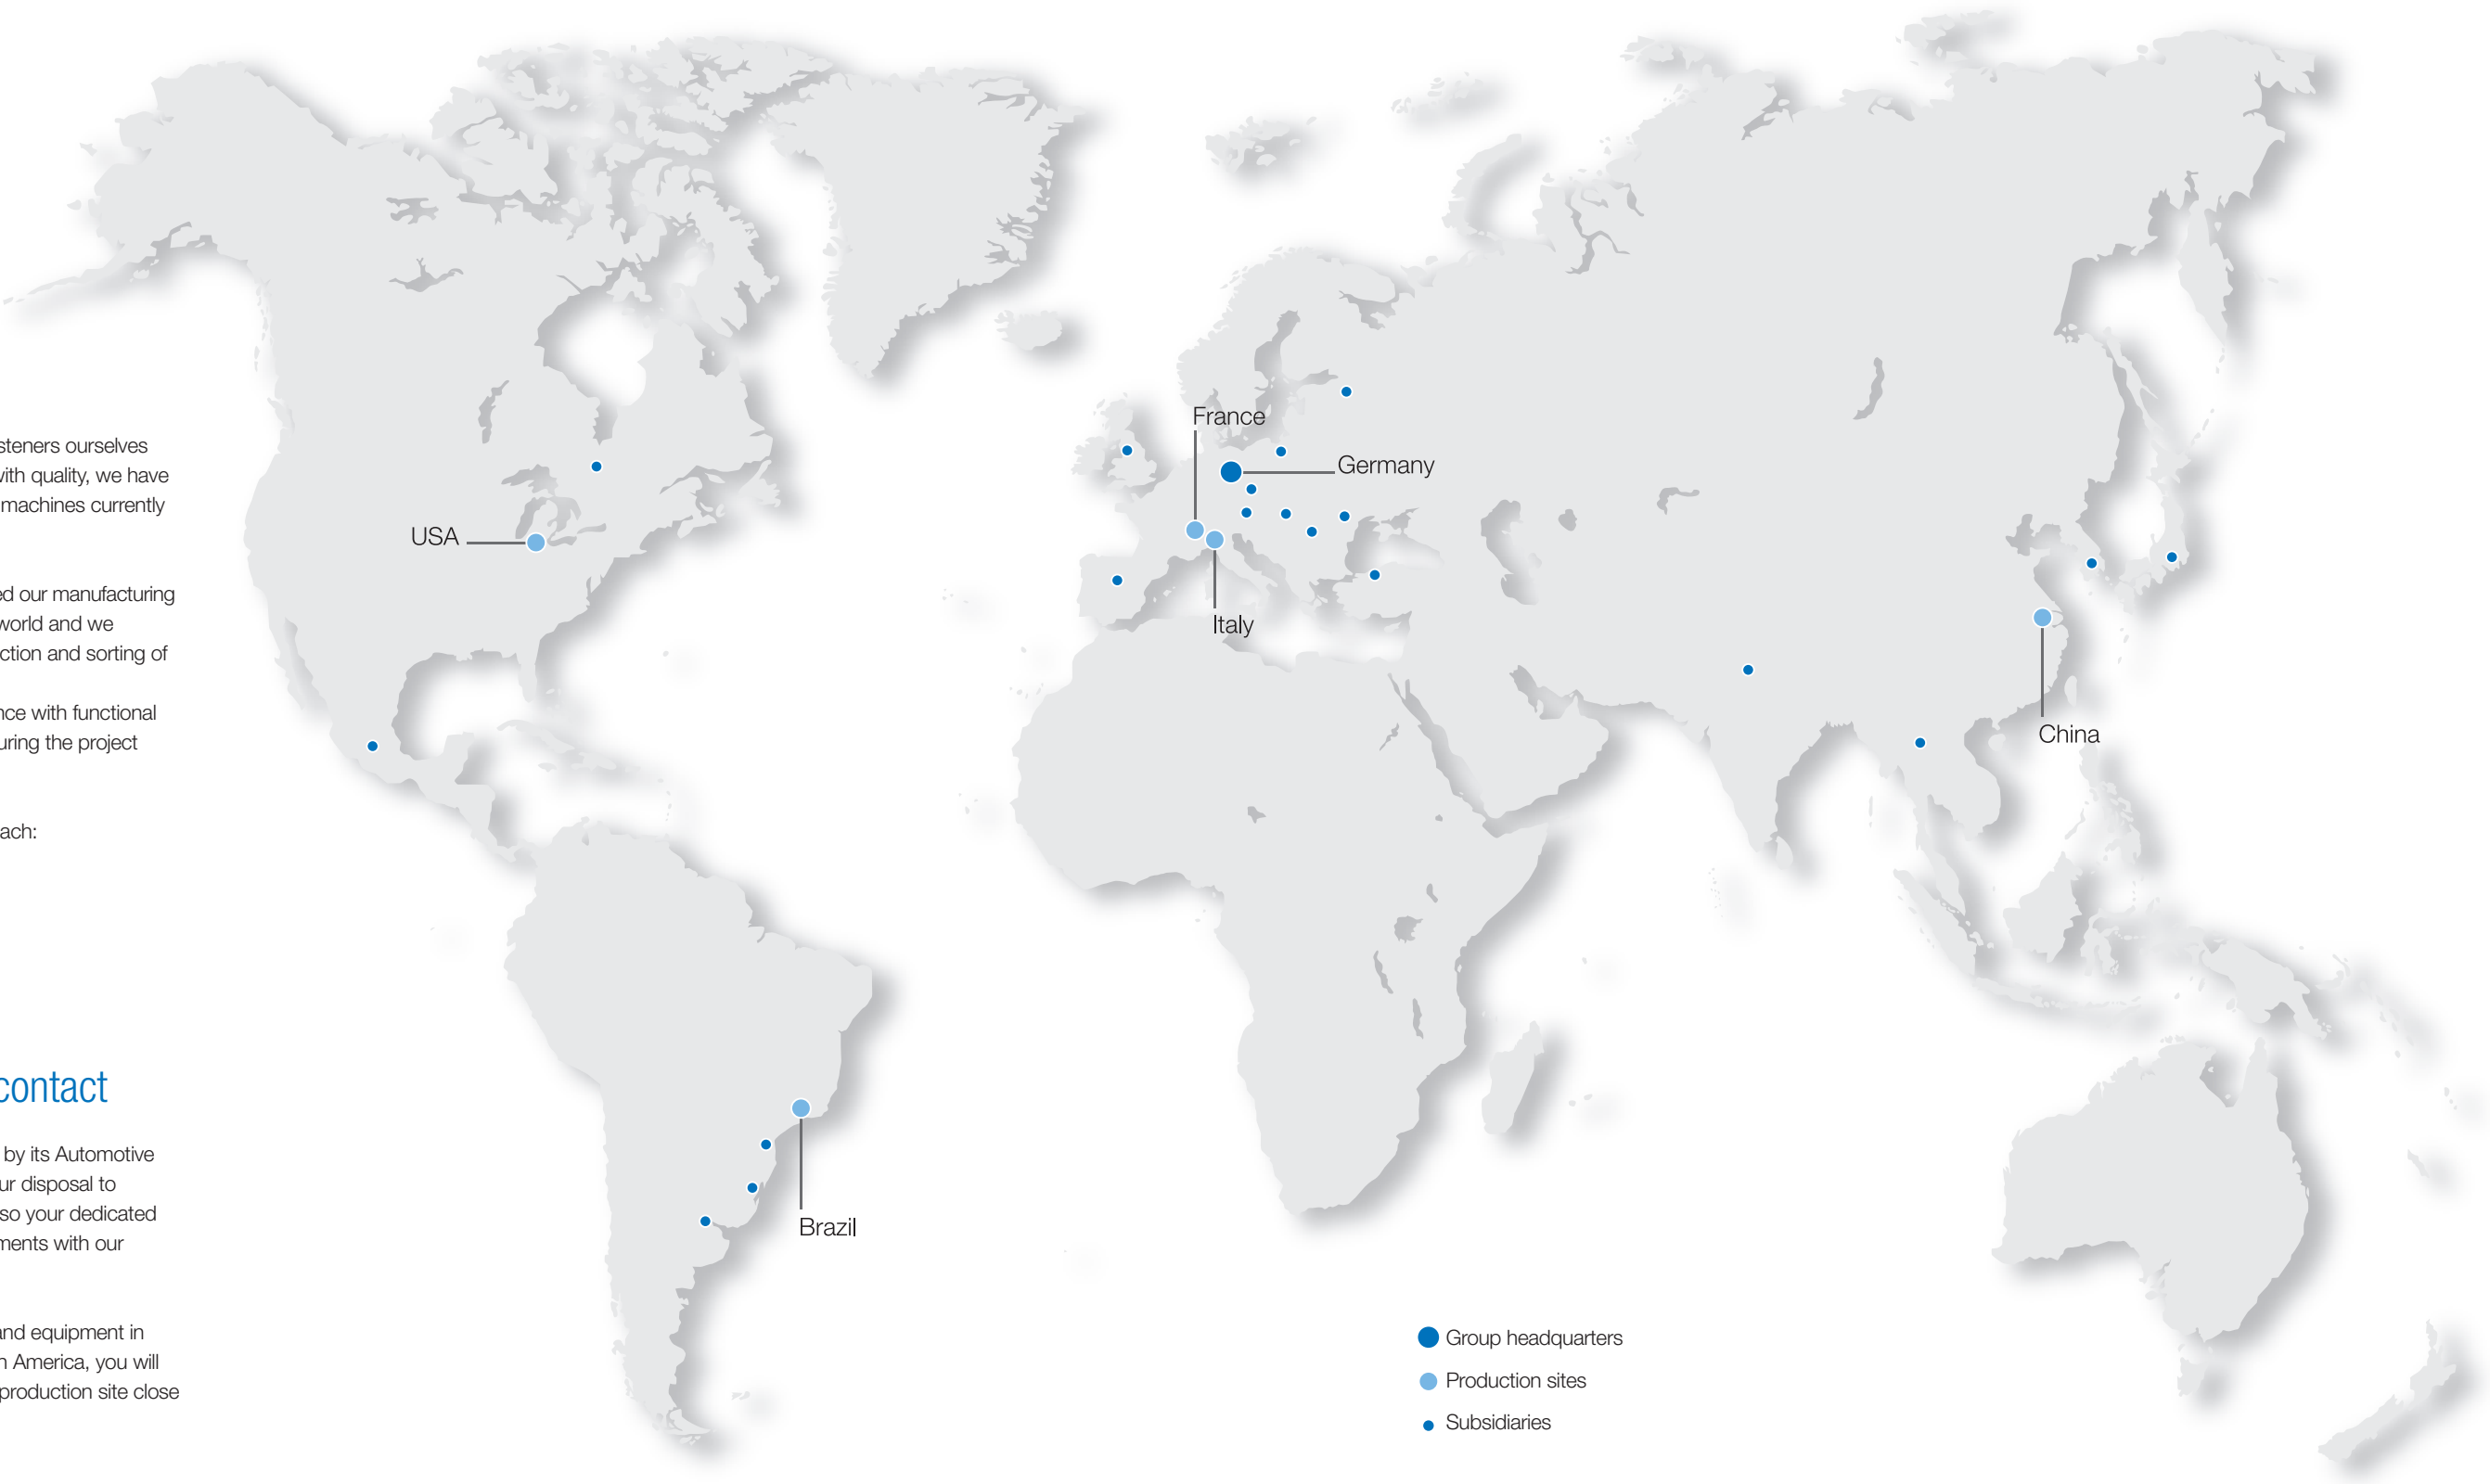 steners ourselves
with quality, we have
machines currently
ed our manufacturing
world and we
ction and sorting of
nce with functional
uring the project
ach:
contact
by its Automotive
ur disposal to
so your dedicated
ments with our
and equipment in
n America, you will
production site close
France
Germany
USA
Italy
China
Brazil
Group headquarters
Production sites
Subsidiaries